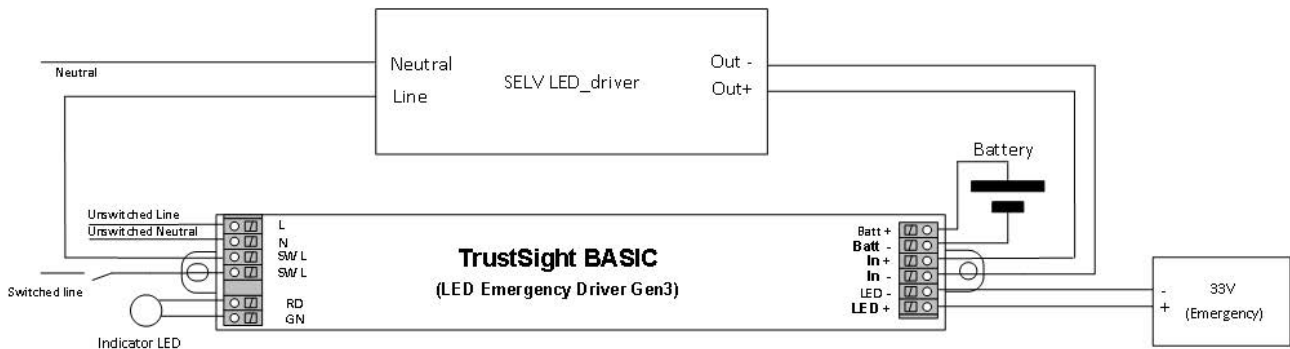 Neutral
Neutral
Line
SELV LED_driver
Out -
Out+
Battery
Unswitched Line
Unswitched Neutral
Switched line
Indicator LED
L
N
SW L
SW L
RD
GN
TrustSight BASIC
(LED Emergency Driver Gen3)
Batt +
Batt -
In +
In -
LED -
LED +
-
+
33V
(Emergency)